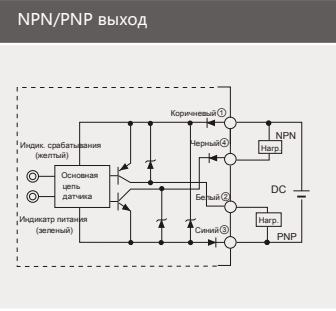 NPN/PNP выход
Коричневый①
NPN
Индик. срабатывания
(желтый)
Черный④
Нагр.
Основная
цепь
датчика
DC
Белый②
Индикатр питания
(зеленый)
Нагр.
Синий③
PNP